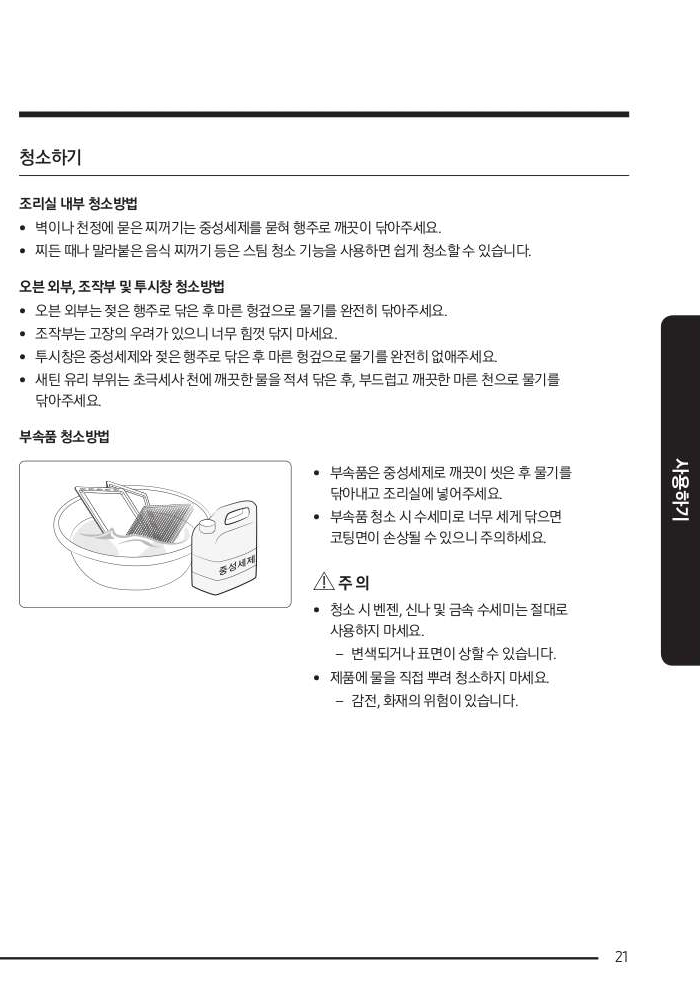 청소하기
조리실 내부 청소방법
• 벽이나 천정에 묻은 찌꺼기는 중성세제를 묻혀 행주로 깨끗이 닦아주세요.
• 찌든 때나 말라붙은 음식 찌꺼기 등은 스팀 청소 기능을 사용하면 쉽게 청소할 수 있습니다.
오븐 외부, 조작부 및 투시창 청소방법
• 오븐 외부는 젖은 행주로 닦은 후 마른 헝겊으로 물기를 완전히 닦아주세요.
• 조작부는 고장의 우려가 있으니 너무 힘껏 닦지 마세요.
• 투시창은 중성세제와 젖은 행주로 닦은 후 마른 헝겊으로 물기를 완전히 없애주세요.
• 새틴 유리 부위는 초극세사 천에 깨끗한 물을 적셔 닦은 후, 부드럽고 깨끗한 마른 천으로 물기를
닦아주세요.
부속품 청소방법
중성세제
• 부속품은 중성세제로 깨끗이 씻은 후 물기를
닦아내고 조리실에 넣어주세요.
• 부속품 청소 시 수세미로 너무 세게 닦으면
코팅면이 손상될 수 있으니 주의하세요.
주의
• 청소 시 벤젠, 신나 및 금속 수세미는 절대로
사용하지 마세요.
– 변색되거나 표면이 상할 수 있습니다.
• 제품에 물을 직접 뿌려 청소하지 마세요.
– 감전, 화재의 위험이 있습니다.
사용하기
21